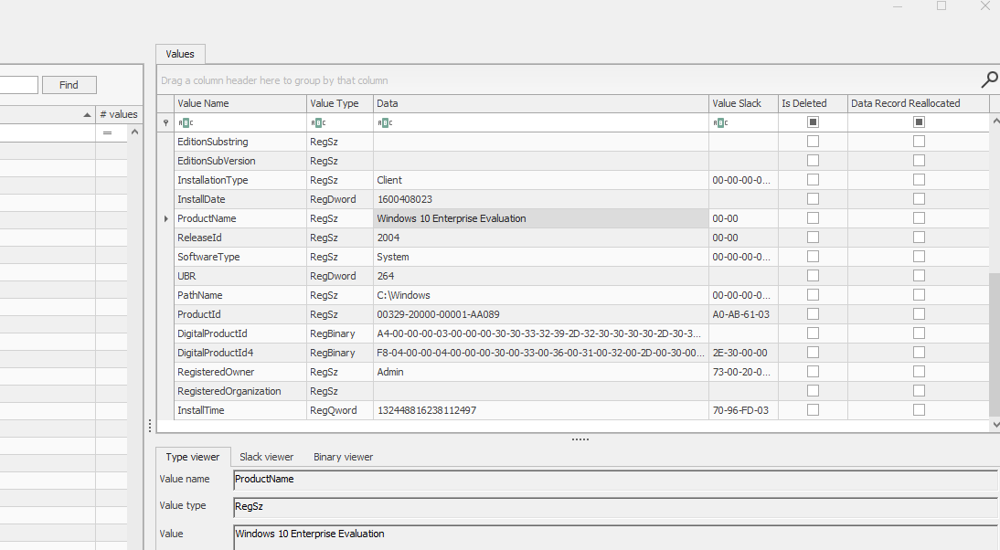 Values
Find
Drag a column header here to group by that column
# values
Value Name Value Type Data Value Slack Is Deleted Data Record Reallocated
ABC ABC ABC ABC
=
EditionSubstring RegSz
EditionSubVersion RegSz
InstallationType RegSz Client 00-00-00-0...
InstallDate RegDword 1600408023
ProductName RegSz Windows 10 Enterprise Evaluation 00-00
ReleaseId RegSz 2004 00-00
SoftwareType RegSz System 00-00-00-0...
UBR RegDword 264
PathName RegSz C:\Windows 00-00-00-0...
ProductId RegSz 00329-20000-00001-AA089 A0-AB-61-03
DigitalProductId RegBinary A4-00-00-00-03-00-00-00-30-30-33-32-39-2D-32-30-30-30-30-2D-30-3...
DigitalProductId4 RegBinary F8-04-00-00-04-00-00-00-30-00-33-00-36-00-31-00-32-00-2D-00-30-00... 2E-30-00-00
RegisteredOwner RegSz Admin 73-00-20-0...
RegisteredOrganization RegSz
InstallTime RegQword 132448816238112497 70-96-FD-03
Type viewer Slack viewer Binary viewer
Value name ProductName
Value type RegSz
Value Windows 10 Enterprise Evaluation